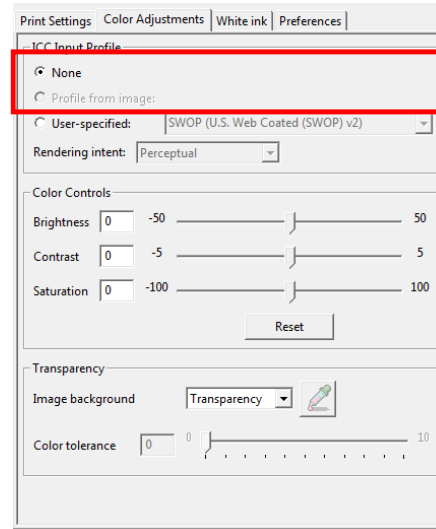 Print Settings Color Adjustments White ink Preferences
ICC Input Profile
None
Profile from image:
User-specified: SWOP (U.S. Web Coated (SWOP) v2)
Rendering intent: Perceptual
Color Controls
Brightness 0 -50 50
Contrast 0 -5 5
Saturation 0 -100 100
Reset
Transparency
Image background Transparency
Color tolerance 0 0 10